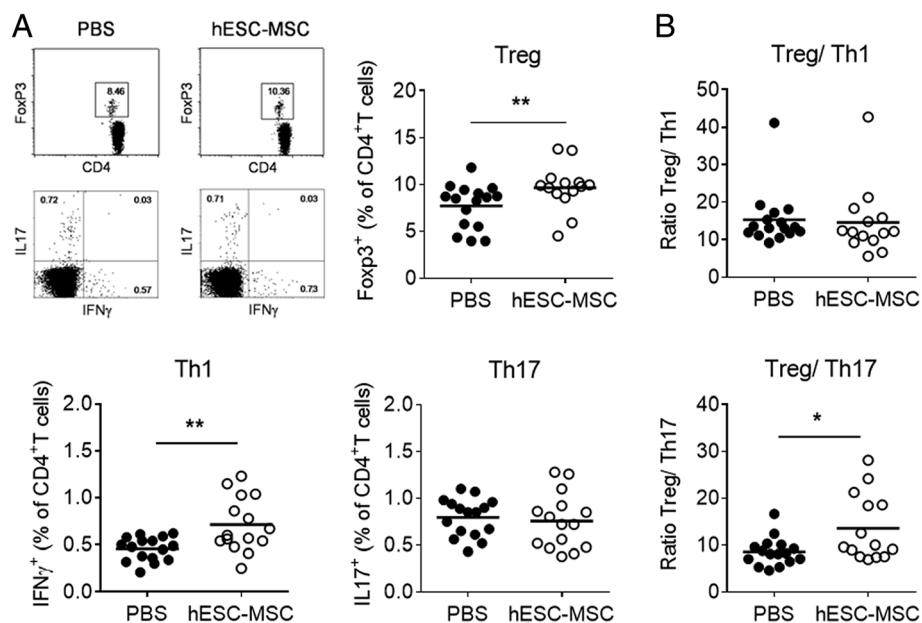 A
PBS
hESC-MSC
FoxP3
8.46
10.36
CD4
CD4
IL17
0.72
0.03
0.57
IFNγ
IL17
0.71
0.03
0.73
IFNγ
Treg
Foxp3⁺ (% of CD4⁺T cells)
20
15
10
5
0
**
PBS
hESC-MSC
B
Treg/ Th1
Ratio Treg/ Th1
50
40
30
20
10
0
PBS
hESC-MSC
Th1
IFNγ⁺ (% of CD4⁺T cells)
2.0
1.5
1.0
0.5
0.0
**
PBS
hESC-MSC
Th17
IL17⁺ (% of CD4⁺T cells)
2.0
1.5
1.0
0.5
0.0
PBS
hESC-MSC
Treg/ Th17
Ratio Treg/ Th17
40
30
20
10
0
*
PBS
hESC-MSC